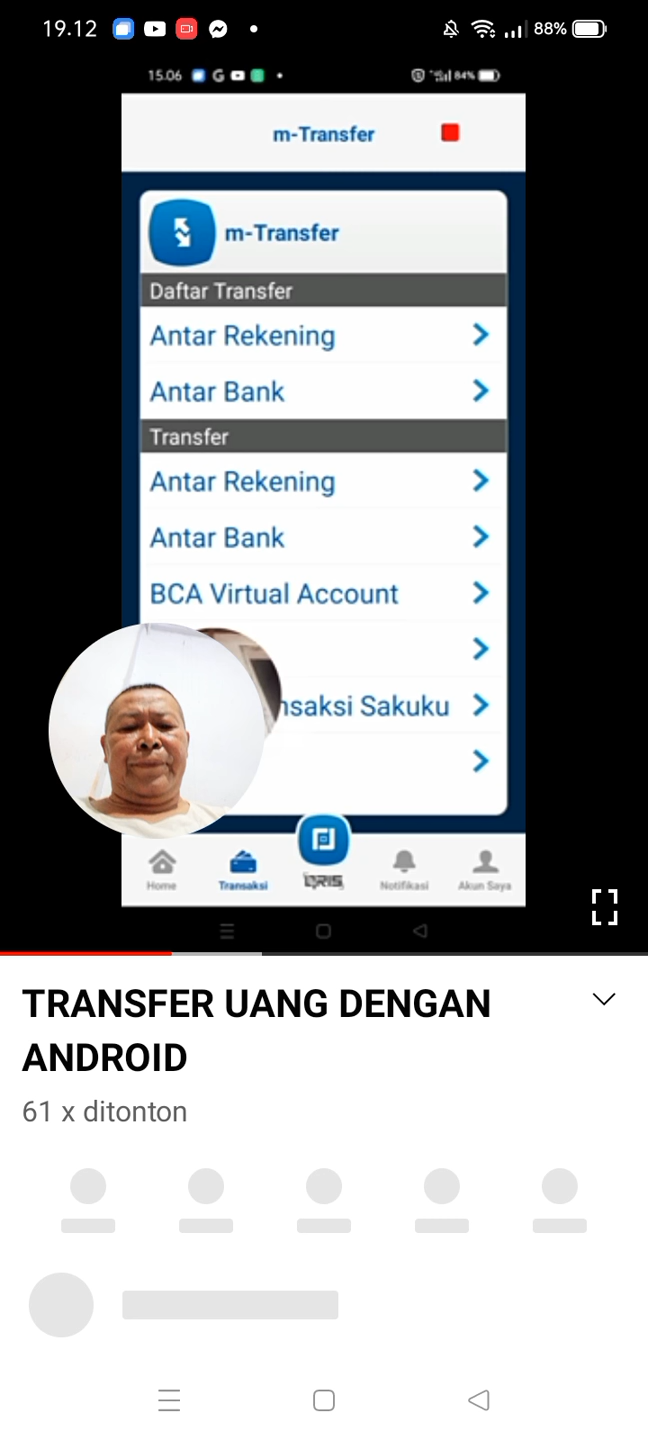 19.12
88%
15.06
84%
m-Transfer
m-Transfer
Daftar Transfer
Antar Rekening
Antar Bank
Transfer
Antar Rekening
Antar Bank
BCA Virtual Account
Sakuku
Home
Transaksi
QRIS
Notifikasi
Akun Saya
TRANSFER UANG DENGAN
ANDROID
61 x ditonton